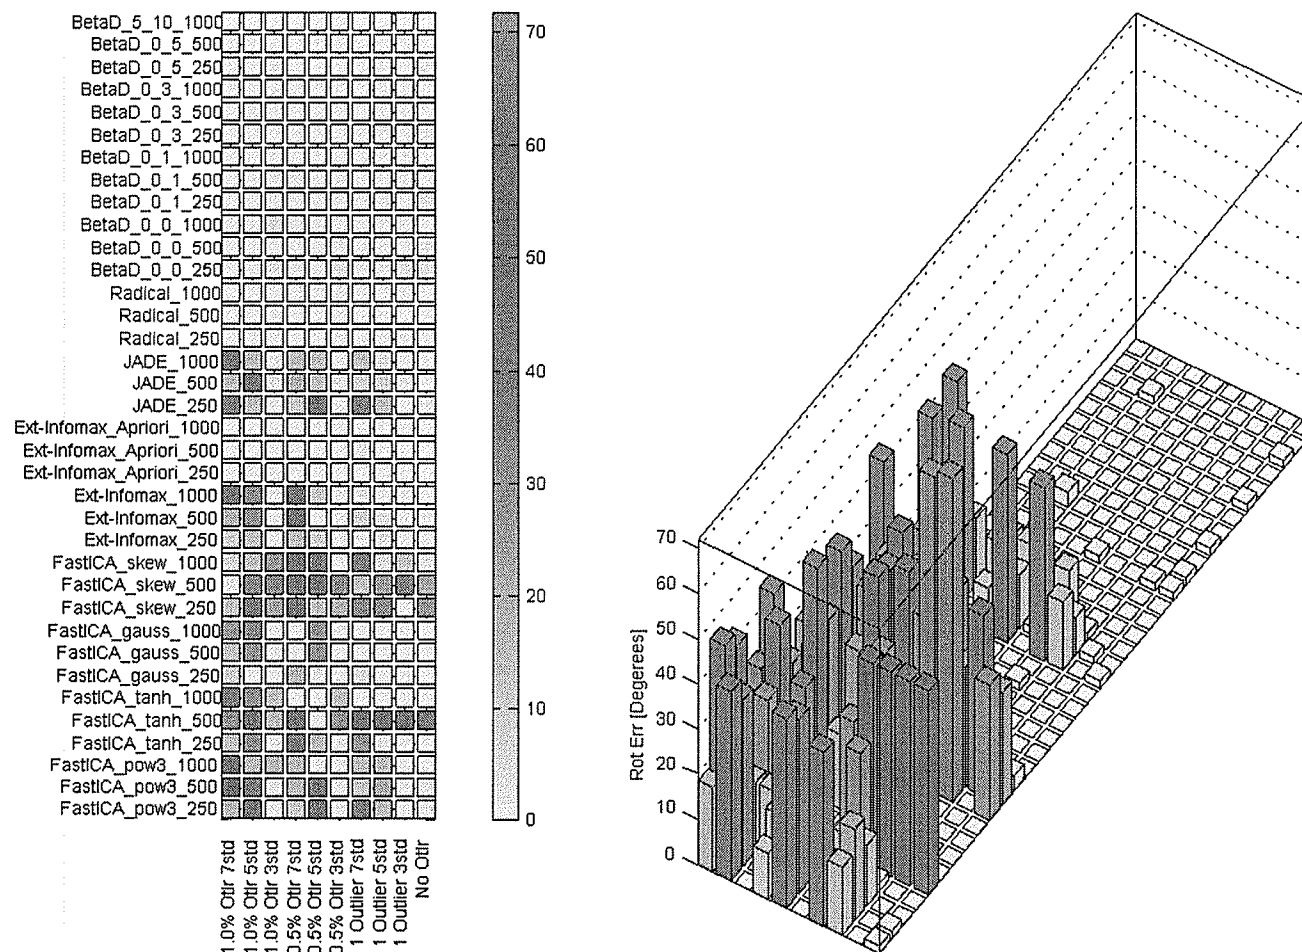 BetaD_5_10_1000
BetaD_0_5_500
BetaD_0_5_250
BetaD_0_3_1000
BetaD_0_3_500
BetaD_0_3_250
BetaD_0_1_1000
BetaD_0_1_500
BetaD_0_1_250
BetaD_0_0_1000
BetaD_0_0_500
BetaD_0_0_250
Radical_1000
Radical_500
Radical_250
JADE_1000
JADE_500
JADE_250
Ext-Infomax_Apriori_1000
Ext-Infomax_Apriori_500
Ext-Infomax_Apriori_250
Ext-Infomax_1000
Ext-Infomax_500
Ext-Infomax_250
FastICA_skew_1000
FastICA_skew_500
FastICA_skew_250
FastICA_gauss_1000
FastICA_gauss_500
FastICA_gauss_250
FastICA_tanh_1000
FastICA_tanh_500
FastICA_tanh_250
FastICA_pow3_1000
FastICA_pow3_500
FastICA_pow3_250
1.0% Otlr 7std
1.0% Otlr 5std
1.0% Otlr 3std
0.5% Otlr 7std
0.5% Otlr 5std
0.5% Otlr 3std
1 Outlier 7std
1 Outlier 5std
1 Outlier 3std
No Otlr
70
60
50
40
30
20
10
0
Rot Err [Degerees]
70
60
50
40
30
20
10
0